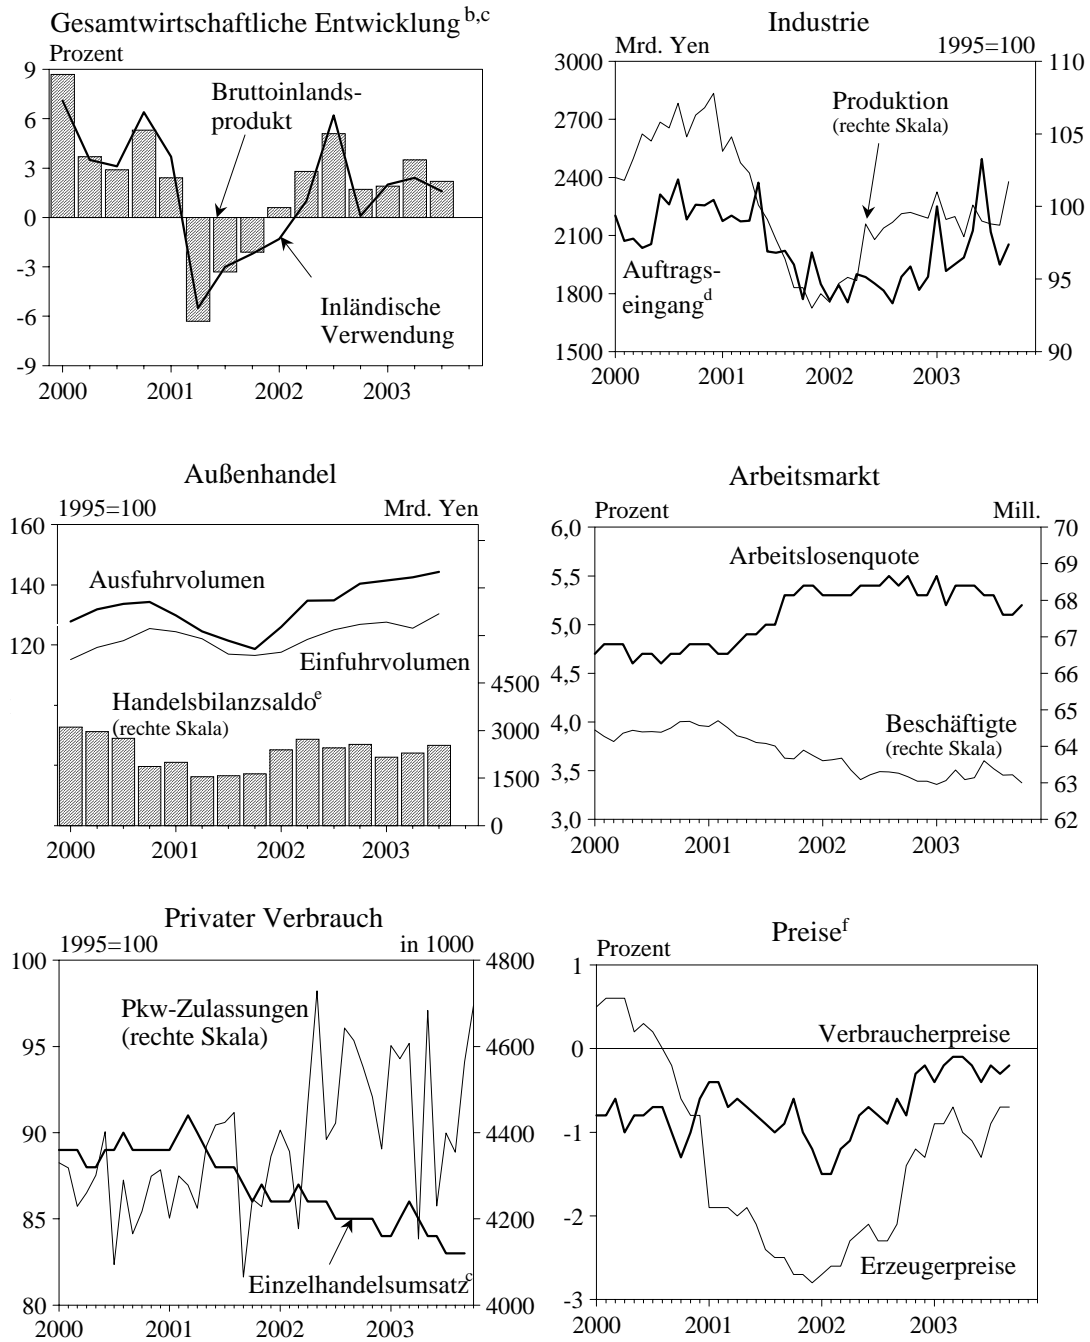 Gesamtwirtschaftliche Entwicklung b,c
Prozent
9
6
3
0
-3
-6
-9
Bruttoinlands-
produkt
Inländische
Verwendung
2000 2001 2002 2003
Industrie
Mrd. Yen 1995=100
3000 110
2700 105
2400 100
2100 95
1800 90
1500
Produktion
(rechte Skala)
Auftrags-
eingang d
2000 2001 2002 2003
Außenhandel
1995=100 Mrd. Yen
160
140
120
Ausfuhrvolumen
Einfuhrvolumen
Handelsbilanzsaldo e
(rechte Skala)
4500
3000
1500
0
2000 2001 2002 2003
Arbeitsmarkt
Prozent Mill.
6,0 70
5,5 69
5,0 68
4,5 67
4,0 66
3,5 65
3,0 64
63
62
Arbeitslosenquote
Beschäftigte
(rechte Skala)
2000 2001 2002 2003
Privater Verbrauch
1995=100 in 1000
100 4800
95 4600
90 4400
85 4200
80 4000
Pkw-Zulassungen
(rechte Skala)
Einzelhandelsumsatz c
2000 2001 2002 2003
Preise f
Prozent
1
0
-1
-2
-3
Verbraucherpreise
Erzeugerpreise
2000 2001 2002 2003